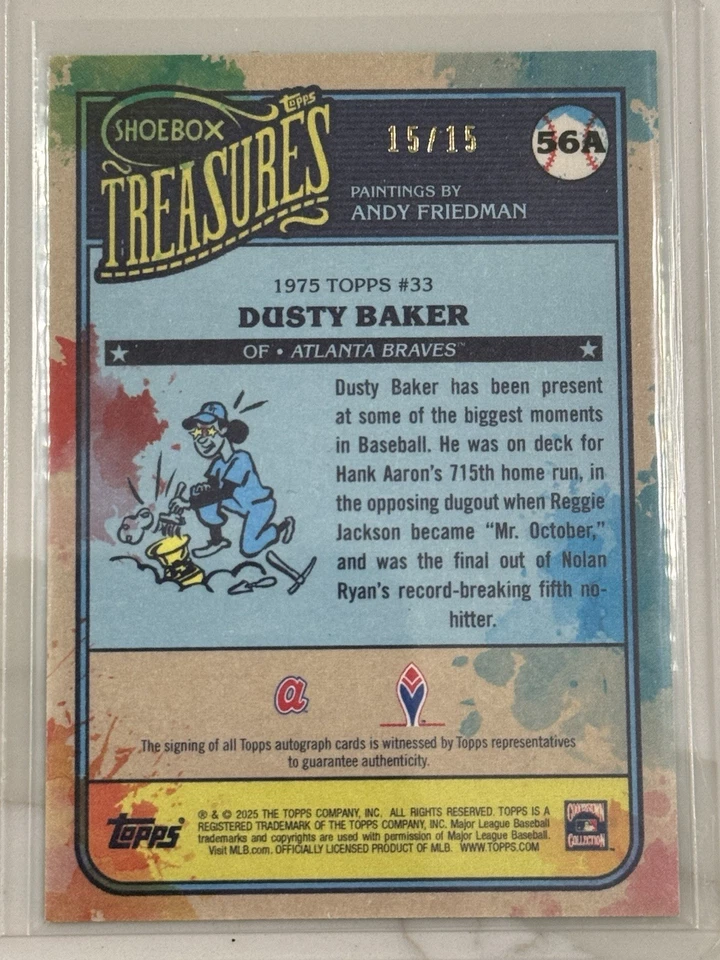 topps
SHOEBOX
TREASURES
15/15
56A
PAINTINGS BY
ANDY FRIEDMAN
1975 TOPPS #33
DUSTY BAKER
OF • ATLANTA BRAVES™
Dusty Baker has been present
at some of the biggest moments
in Baseball. He was on deck for
Hank Aaron's 715th home run, in
the opposing dugout when Reggie
Jackson became "Mr. October,"
and was the final out of Nolan
Ryan's record-breaking fifth no-
hitter.
a
The signing of all Topps autograph cards is witnessed by Topps representatives
to guarantee authenticity.
topps
® & © 2025 THE TOPPS COMPANY, INC. ALL RIGHTS RESERVED. TOPPS IS A
REGISTERED TRADEMARK OF THE TOPPS COMPANY, INC. Major League Baseball
trademarks and copyrights are used with permission of Major League Baseball.
Visit MLB.com. OFFICIALLY LICENSED PRODUCT OF MLB. WWW.TOPPS.COM
COOPERSTOWN
COLLECTION